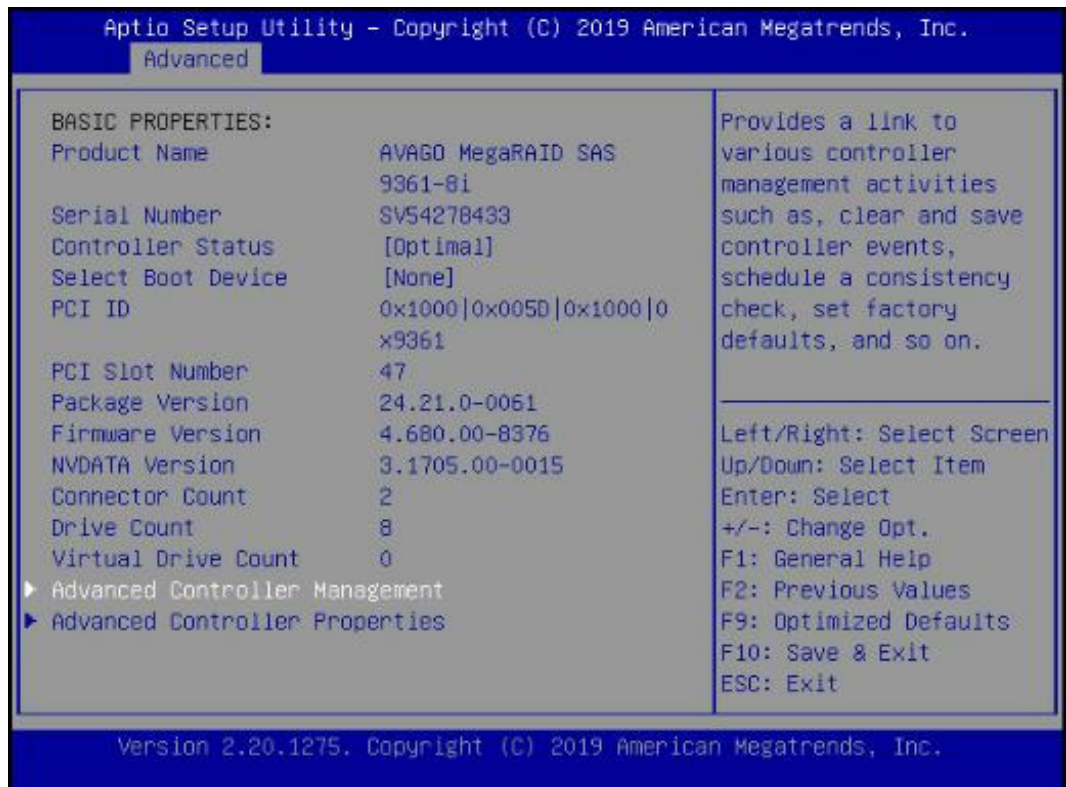 Aptio Setup Utility – Copyright (C) 2019 American Megatrends, Inc.
Advanced
BASIC PROPERTIES:
Product Name AVAGO MegaRAID SAS
9361-8i
Serial Number SV54278433
Controller Status [Optimal]
Select Boot Device [None]
PCI ID 0x1000|0x005D|0x1000|0
x9361
PCI Slot Number 47
Package Version 24.21.0-0061
Firmware Version 4.680.00-8376
NVDATA Version 3.1705.00-0015
Connector Count 2
Drive Count 8
Virtual Drive Count 0
Advanced Controller Management
Advanced Controller Properties
Provides a link to
various controller
management activities
such as, clear and save
controller events,
schedule a consistency
check, set factory
defaults, and so on.
Left/Right: Select Screen
Up/Down: Select Item
Enter: Select
+/-: Change Opt.
F1: General Help
F2: Previous Values
F9: Optimized Defaults
F10: Save & Exit
ESC: Exit
Version 2.20.1275. Copyright (C) 2019 American Megatrends, Inc.